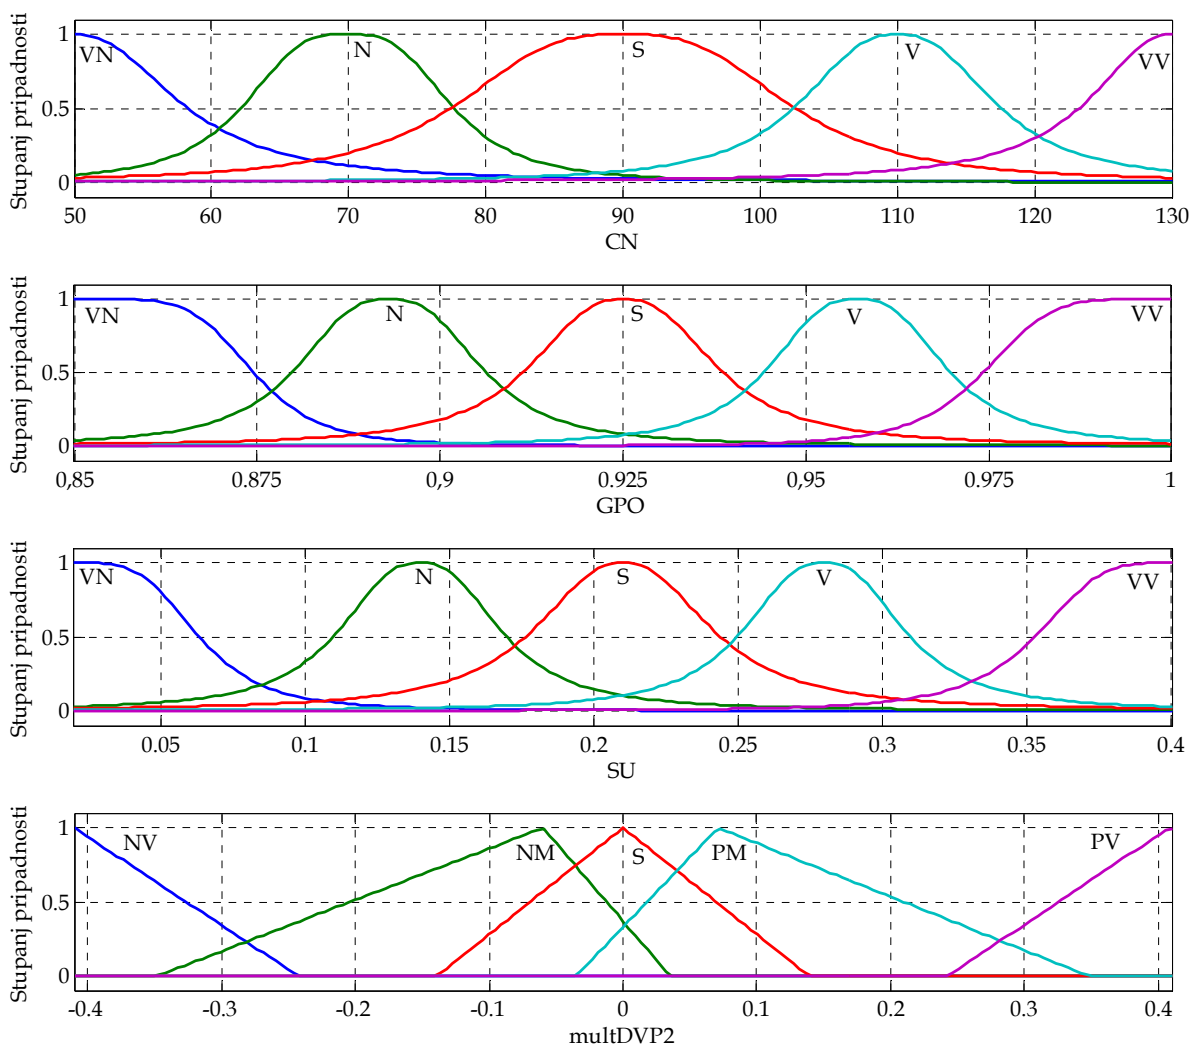 Stupanj pripadnosti
1
0.5
0
VN
N
S
V
VV
50 60 70 80 90 100 110 120 130
CN
Stupanj pripadnosti
1
0.5
0
VN
N
S
V
VV
0,85 0.875 0,9 0.925 0,95 0.975 1
GPO
Stupanj pripadnosti
1
0.5
0
VN
N
S
V
VV
0.05 0.1 0.15 0.2 0.25 0.3 0.35 0.4
SU
Stupanj pripadnosti
1
0.5
0
NV
NM
S
PM
PV
-0.4 -0.3 -0.2 -0.1 0 0.1 0.2 0.3 0.4
multDVP2